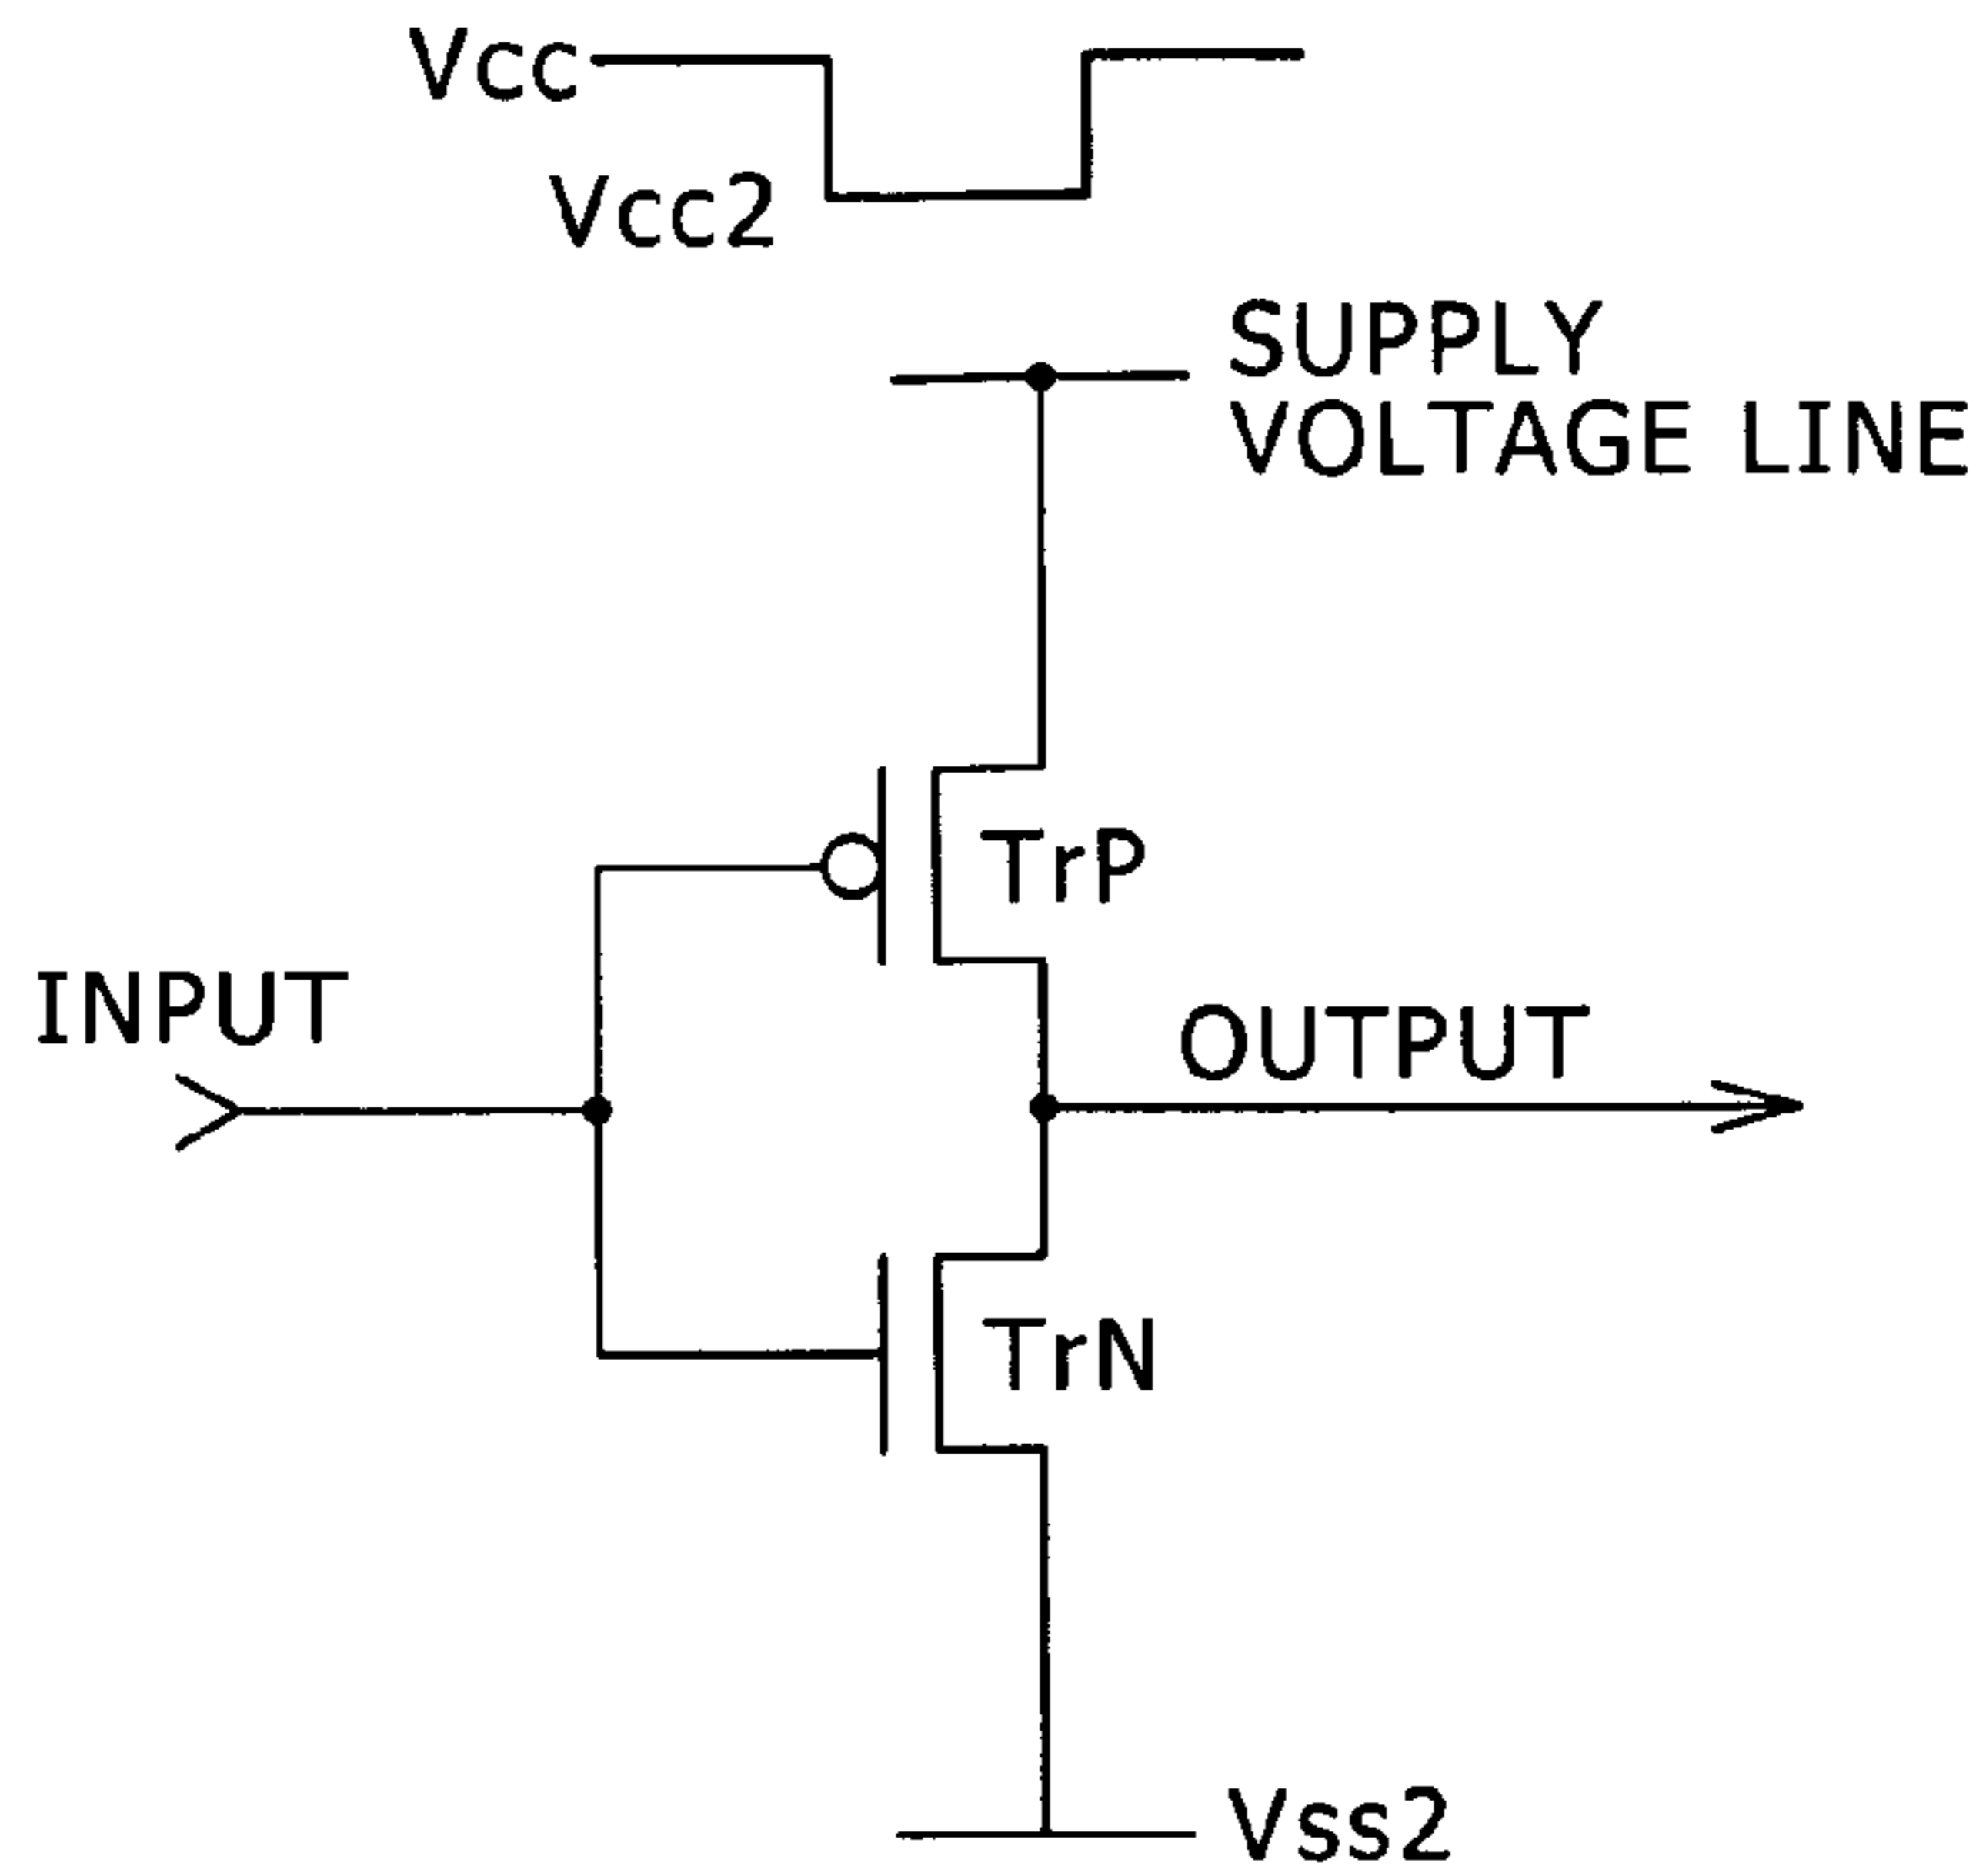 Vcc
Vcc2
SUPPLY
VOLTAGE LINE
TrP
INPUT
OUTPUT
TrN
Vss2